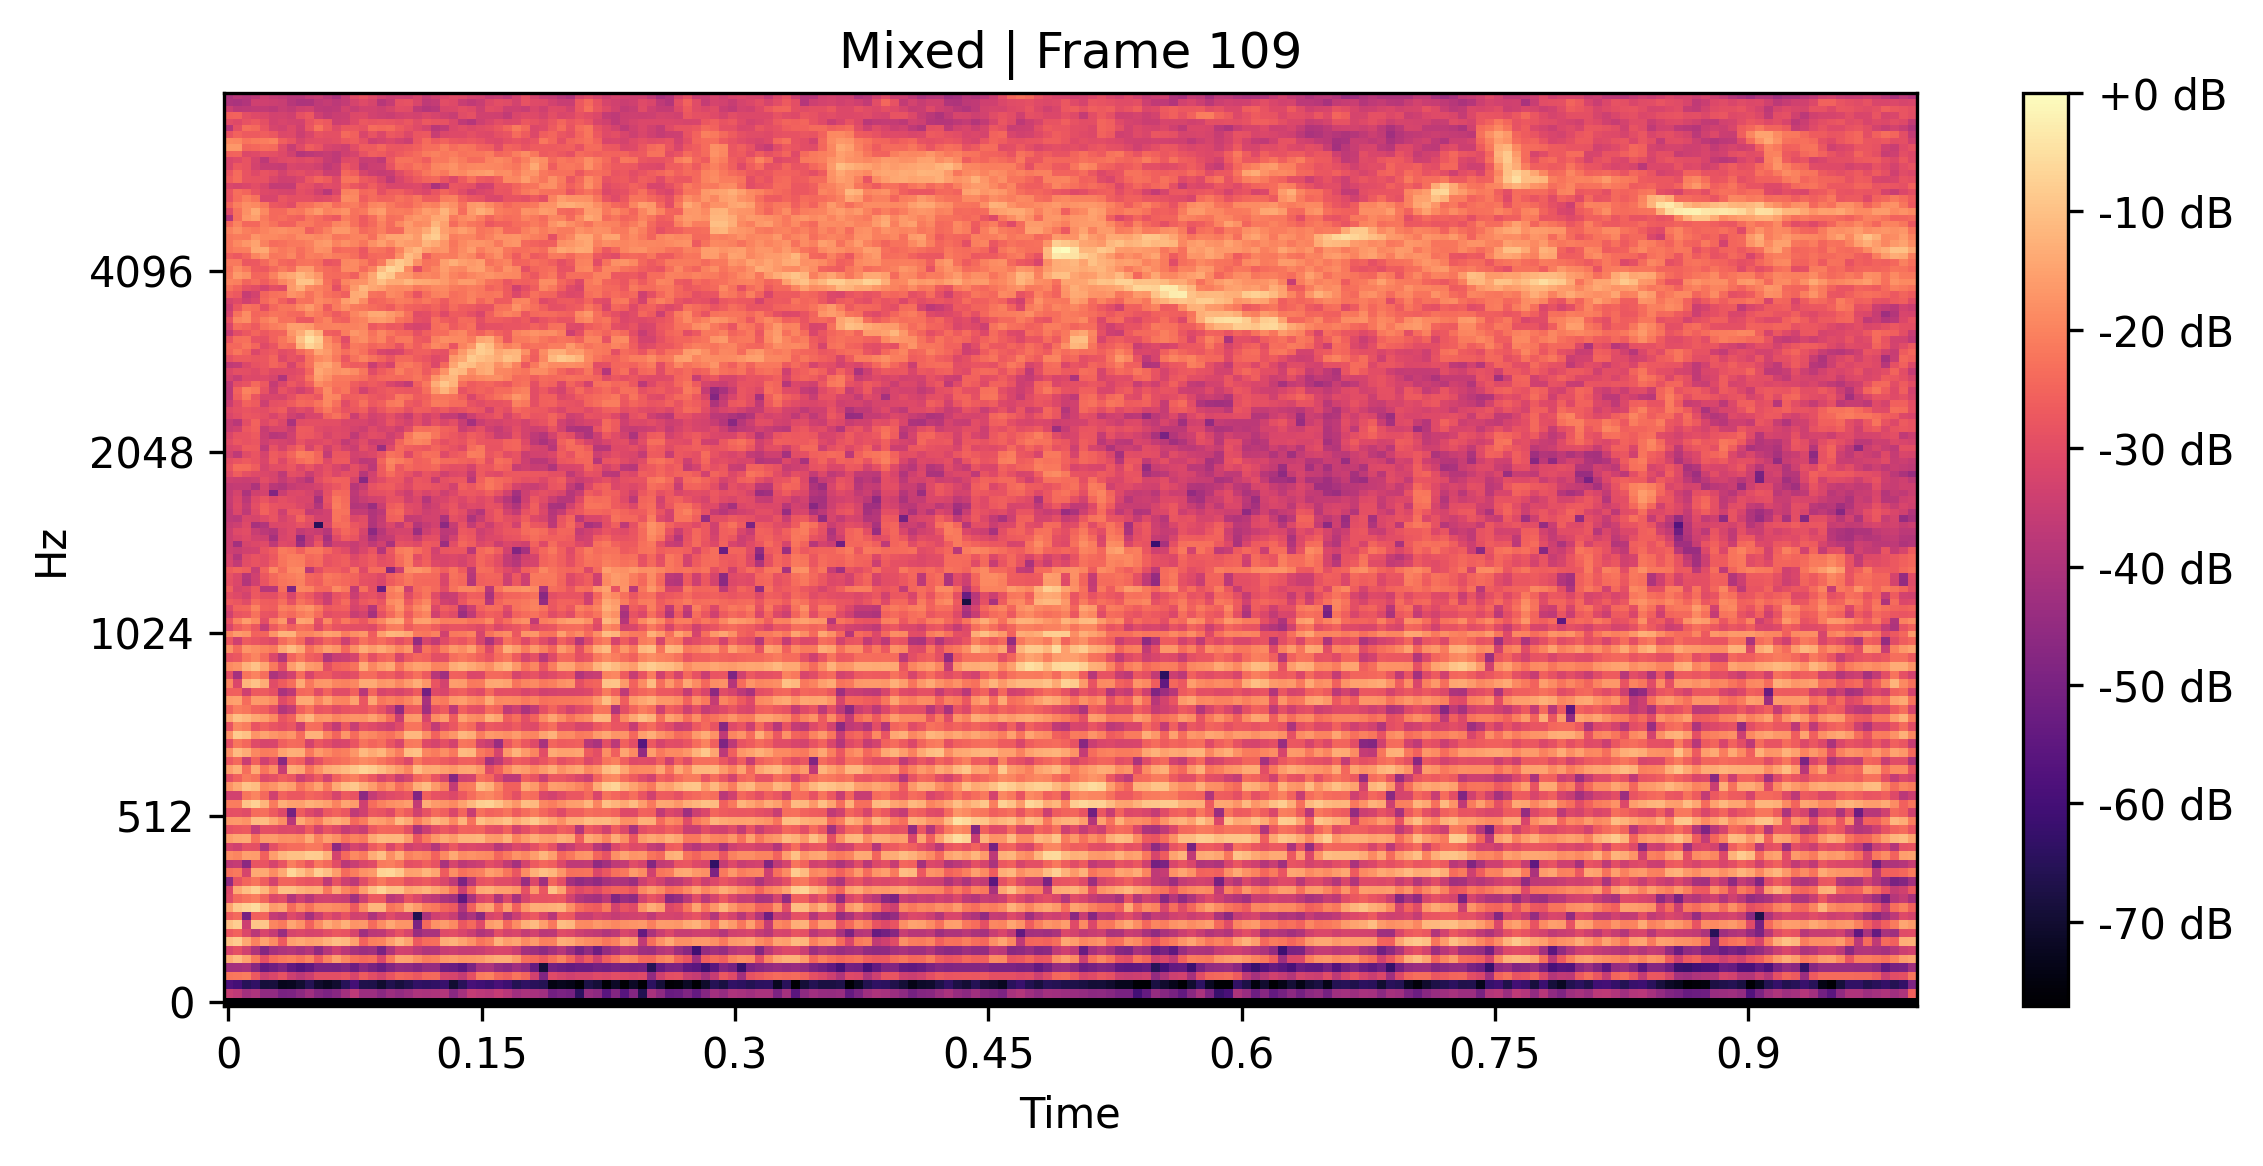 Mixed | Frame 109
Hz
4096
2048
1024
512
0
0 0.15 0.3 0.45 0.6 0.75 0.9
Time
+0 dB
-10 dB
-20 dB
-30 dB
-40 dB
-50 dB
-60 dB
-70 dB